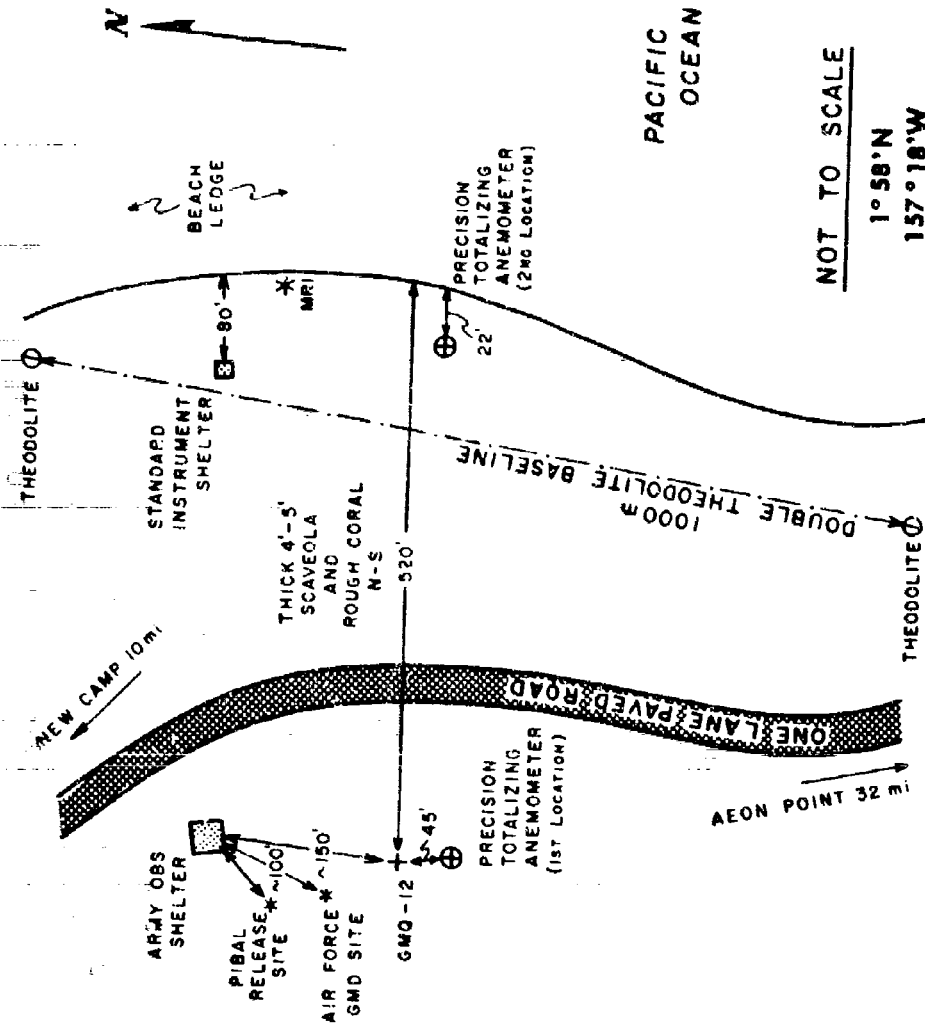 N
PACIFIC
OCEAN
NOT TO SCALE
1°58'N
157°18'W
BEACH
LEDGE
PRECISION
TOTALIZING
ANEMOMETER
(2ND LOCATION)
MRI
80'
22'
THEODOLITE
STANDARD
INSTRUMENT
SHELTER
THICK 4'-5'
SCAVEOLA
AND
ROUGH CORAL
N-S
520'
1000 m
DOUBLE THEODOLITE BASELINE
THEODOLITE
NEW CAMP 10 mi
ONE LANE PAVED ROAD
AEON POINT 32 mi
ARMY OBS
SHELTER
PIBAL
RELEASE
SITE
~100'
~150'
AIR FORCE
GMD SITE
GMQ-12
45'
PRECISION
TOTALIZING
ANEMOMETER
(1ST LOCATION)